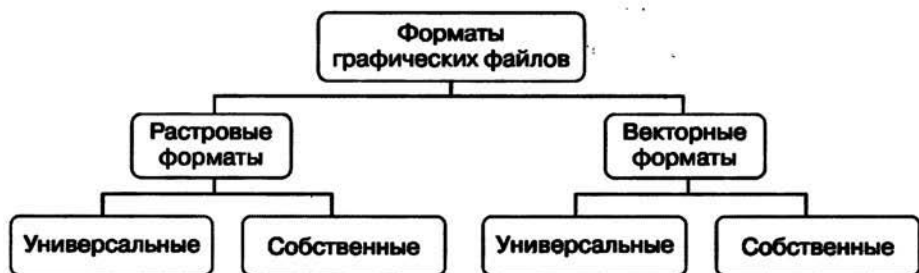 Форматы
графических файлов
Растровые
форматы
Векторные
форматы
Универсальные
Собственные
Универсальные
Собственные